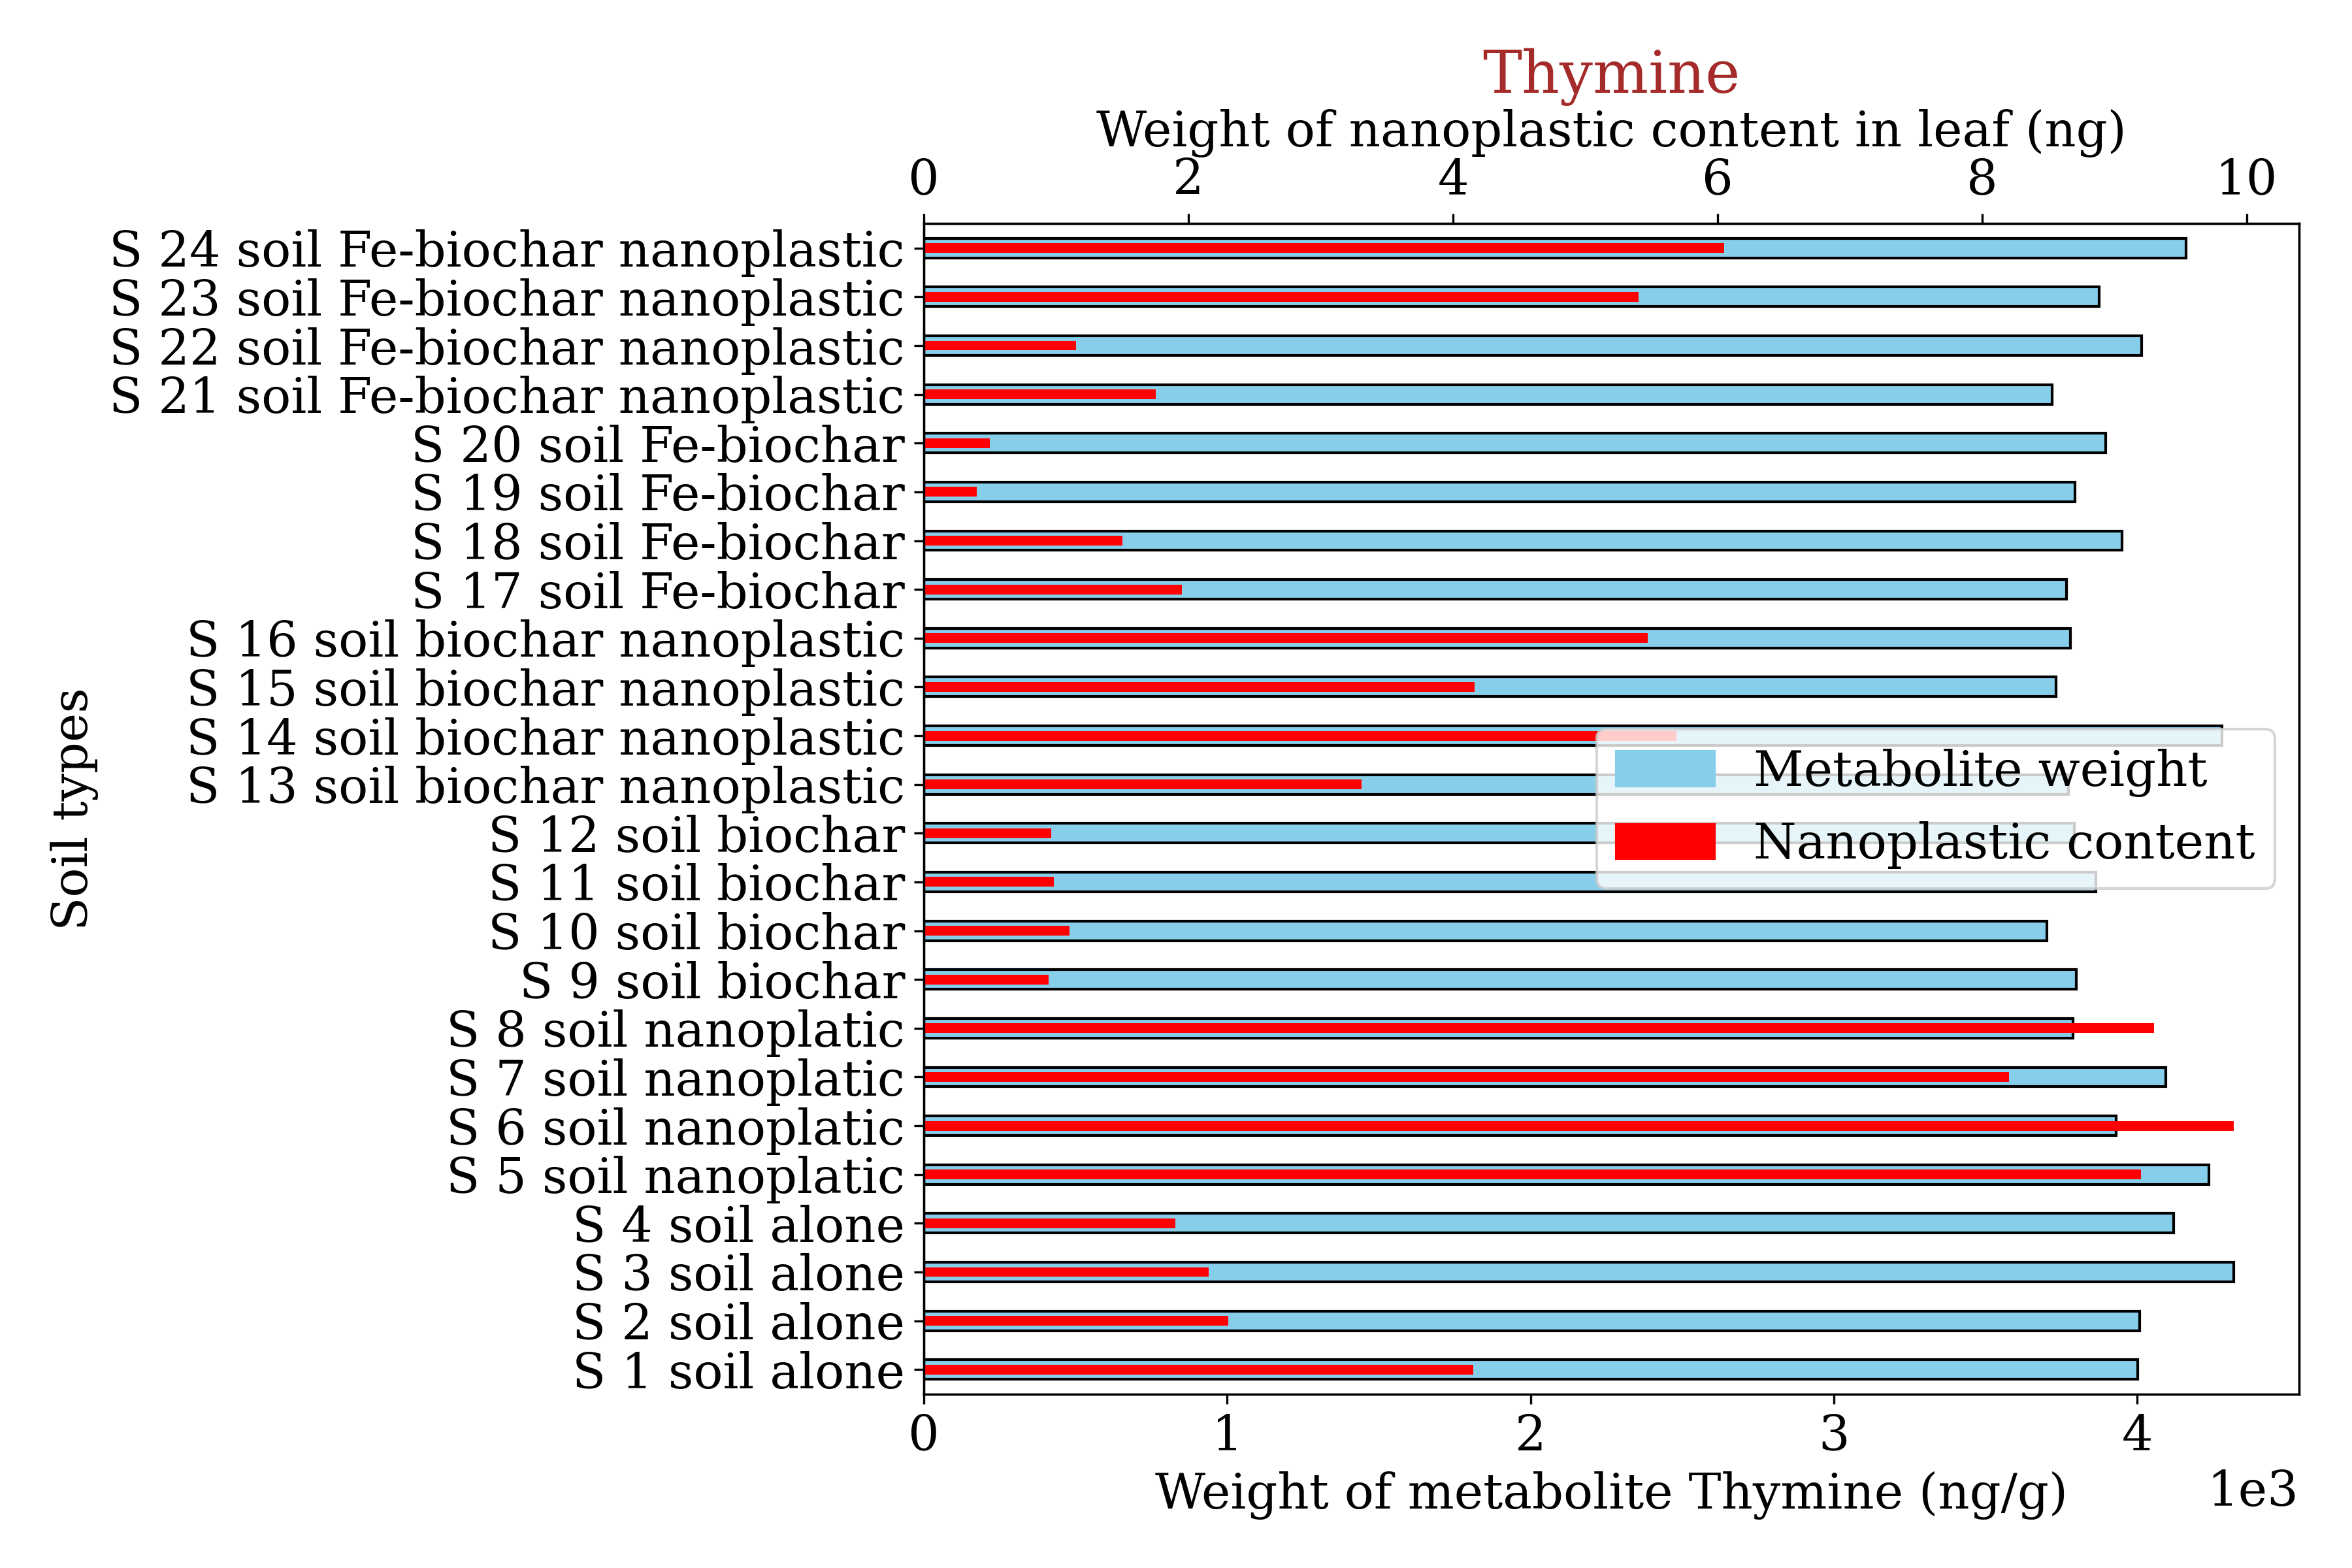 Thymine
Weight of nanoplastic content in leaf (ng)
0 2 4 6 8 10
S 24 soil Fe-biochar nanoplastic
S 23 soil Fe-biochar nanoplastic
S 22 soil Fe-biochar nanoplastic
S 21 soil Fe-biochar nanoplastic
S 20 soil Fe-biochar
S 19 soil Fe-biochar
S 18 soil Fe-biochar
S 17 soil Fe-biochar
S 16 soil biochar nanoplastic
S 15 soil biochar nanoplastic
S 14 soil biochar nanoplastic
S 13 soil biochar nanoplastic
S 12 soil biochar
S 11 soil biochar
S 10 soil biochar
S 9 soil biochar
S 8 soil nanoplatic
S 7 soil nanoplatic
S 6 soil nanoplatic
S 5 soil nanoplatic
S 4 soil alone
S 3 soil alone
S 2 soil alone
S 1 soil alone
Soil types
Metabolite weight
Nanoplastic content
0 1 2 3 4
Weight of metabolite Thymine (ng/g)
1e3